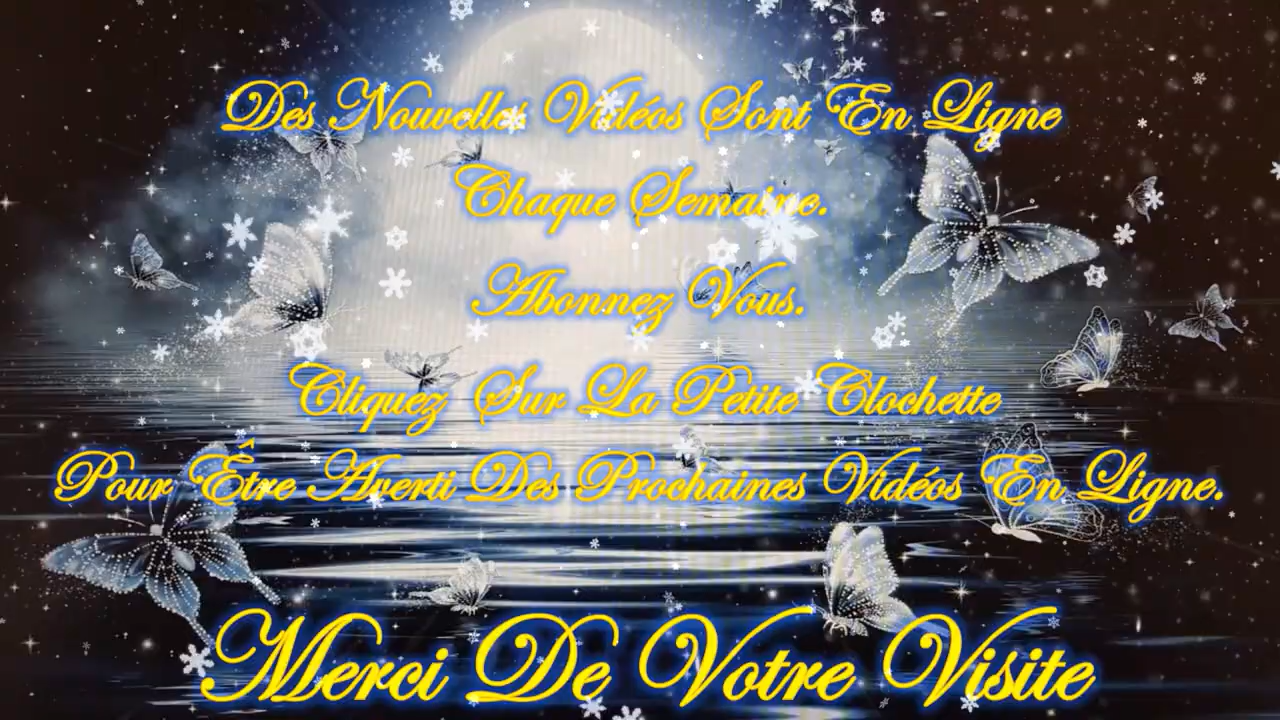 Des Nouvelles Vidéos Sont En Ligne
Chaque Semaine.
Abonnez Vous.
Cliquez Sur La Petite Clochette
Pour Être Averti Des Prochaines Vidéos En Ligne.
Merci De Votre Visite